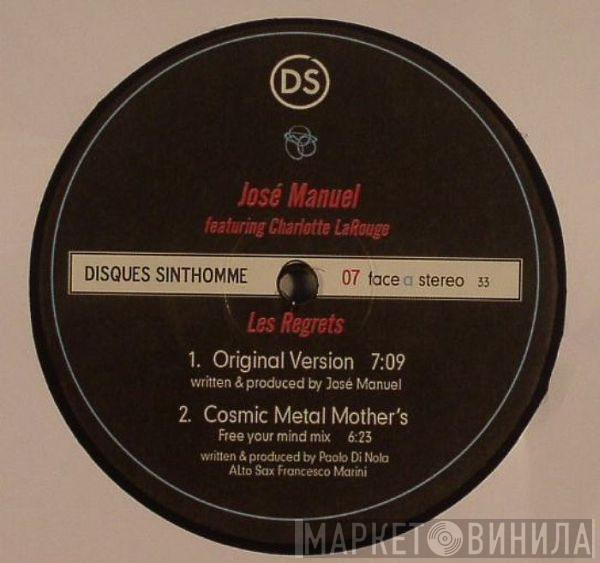 DS
José Manuel
featuring Charlotte LaRouge
DISQUES SINTHOMME 07 face a stereo 33
Les Regrets
1. Original Version 7:09
written & produced by José Manuel
2. Cosmic Metal Mother's
Free your mind mix 6:23
written & produced by Paolo Di Nola
ALto Sax Francesco Marini
МАРКЕТ ВИНИЛА